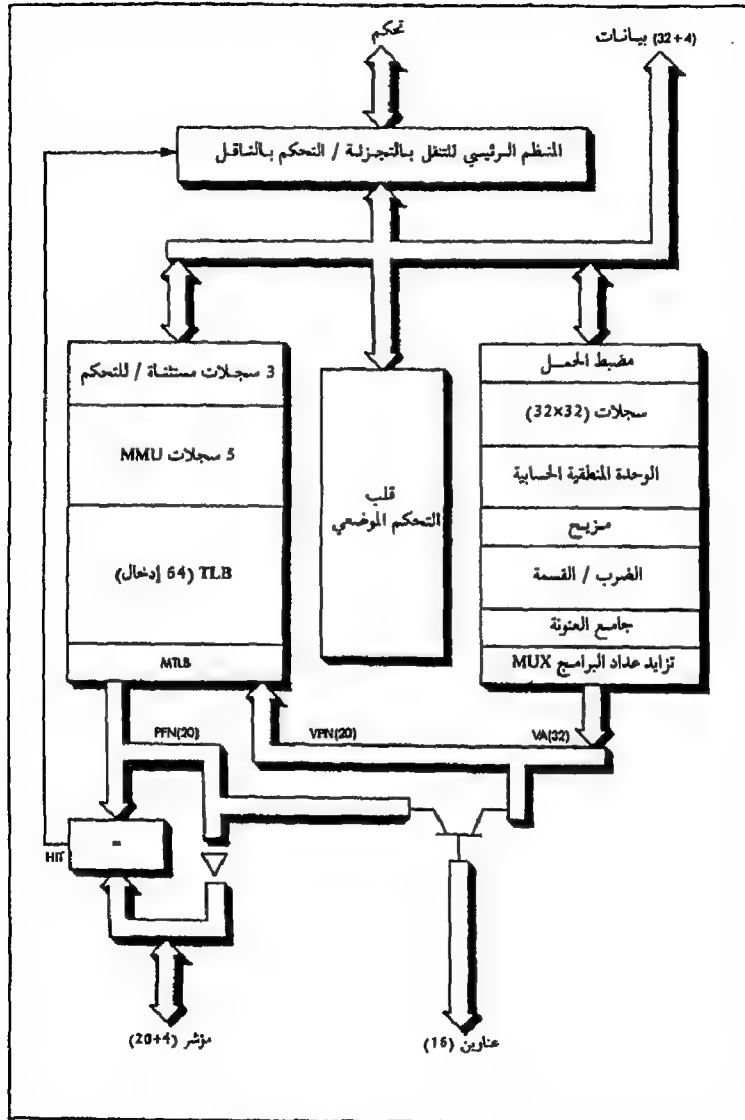 تحكم
بيانات (32+4)
المنظم الرئيسي للتنفل بالتجزئة / التحكم بالناقل
3 سجلات مستثناة / للتحكم
5 سجلات MMU
TLB (64 إدخال)
MTLB
قلب
التحكم الموضعي
مضبط الحمل
سجلات (32×32)
الوحدة المنطقية الحسابية
مزيح
الضرب / القسمة
جامع العنونة
تزايد عداد البرامج MUX
PFN(20)
VPN(20)
VA(32)
HIT
=
مؤشر (20+4)
عناوين (16)